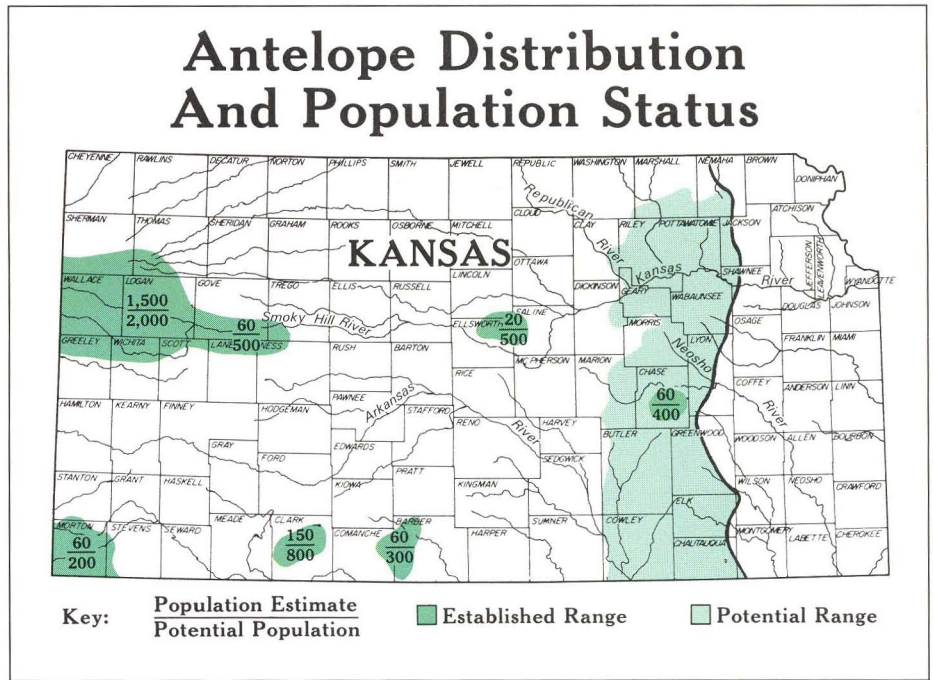 Antelope Distribution
And Population Status
CHEYENNE RAWLINS DECATUR NORTON PHILLIPS SMITH JEWELL REPUBLIC WASHINGTON MARSHALL NEMAHA BROWN
DONIPHAN
Republican River
SHERMAN THOMAS SHERIDAN GRAHAM ROOKS OSBORNE MITCHELL CLOUD CLAY RILEY POTTAWATOMIE JACKSON ATCHISON
KANSAS
JEFFERSON LEAVENWORTH
OTTAWA
Kansas River
WALLACE LOGAN GOVE TREGO ELLIS RUSSELL LINCOLN DICKINSON GEARY WABAUNSEE SHAWNEE WYANDOTTE
1,500
2,000
DOUGLAS JOHNSON
Smoky Hill River
60
500
ELLSWORTH SALINE
20
500
MORRIS OSAGE
GREELEY WICHITA SCOTT LANE NESS RUSH BARTON LYON FRANKLIN MIAMI
Neosho River
RICE MC PHERSON MARION CHASE
60
400
COFFEY ANDERSON LINN
PAWNEE
Arkansas River
HAMILTON KEARNY FINNEY HODGEMAN STAFFORD RENO HARVEY
BUTLER GREENWOOD WOODSON ALLEN BOURBON
GRAY EDWARDS
FORD SEDGWICK
PRATT
STANTON GRANT HASKELL KIOWA KINGMAN WILSON NEOSHO CRAWFORD
ELK
MORTON STEVENS SEWARD MEADE CLARK COMANCHE BARBER HARPER SUMNER COWLEY
60
200
150
800
60
300
CHAUTAUQUA MONTGOMERY LABETTE CHEROKEE
Key: Population Estimate
Potential Population
Established Range
Potential Range